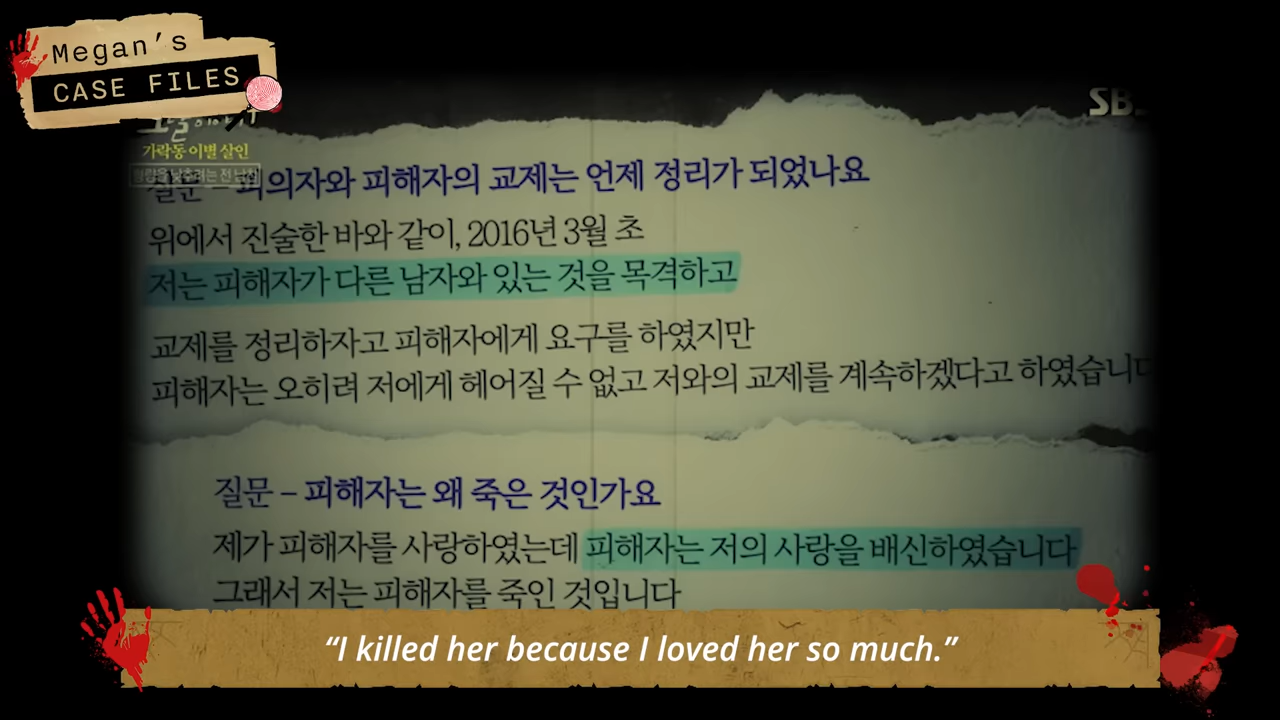 Megan's
CASE FILES
SBS
가락동 이별 살인
질문 – 피의자와 피해자의 교제는 언제 정리가 되었나요
위에서 진술한 바와 같이, 2016년 3월 초
저는 피해자가 다른 남자와 있는 것을 목격하고
교제를 정리하자고 피해자에게 요구를 하였지만
피해자는 오히려 저에게 헤어질 수 없고 저와의 교제를 계속하겠다고 하였습니다
질문 – 피해자는 왜 죽은 것인가요
제가 피해자를 사랑하였는데 피해자는 저의 사랑을 배신하였습니다
그래서 저는 피해자를 죽인 것입니다
“I killed her because I loved her so much.”